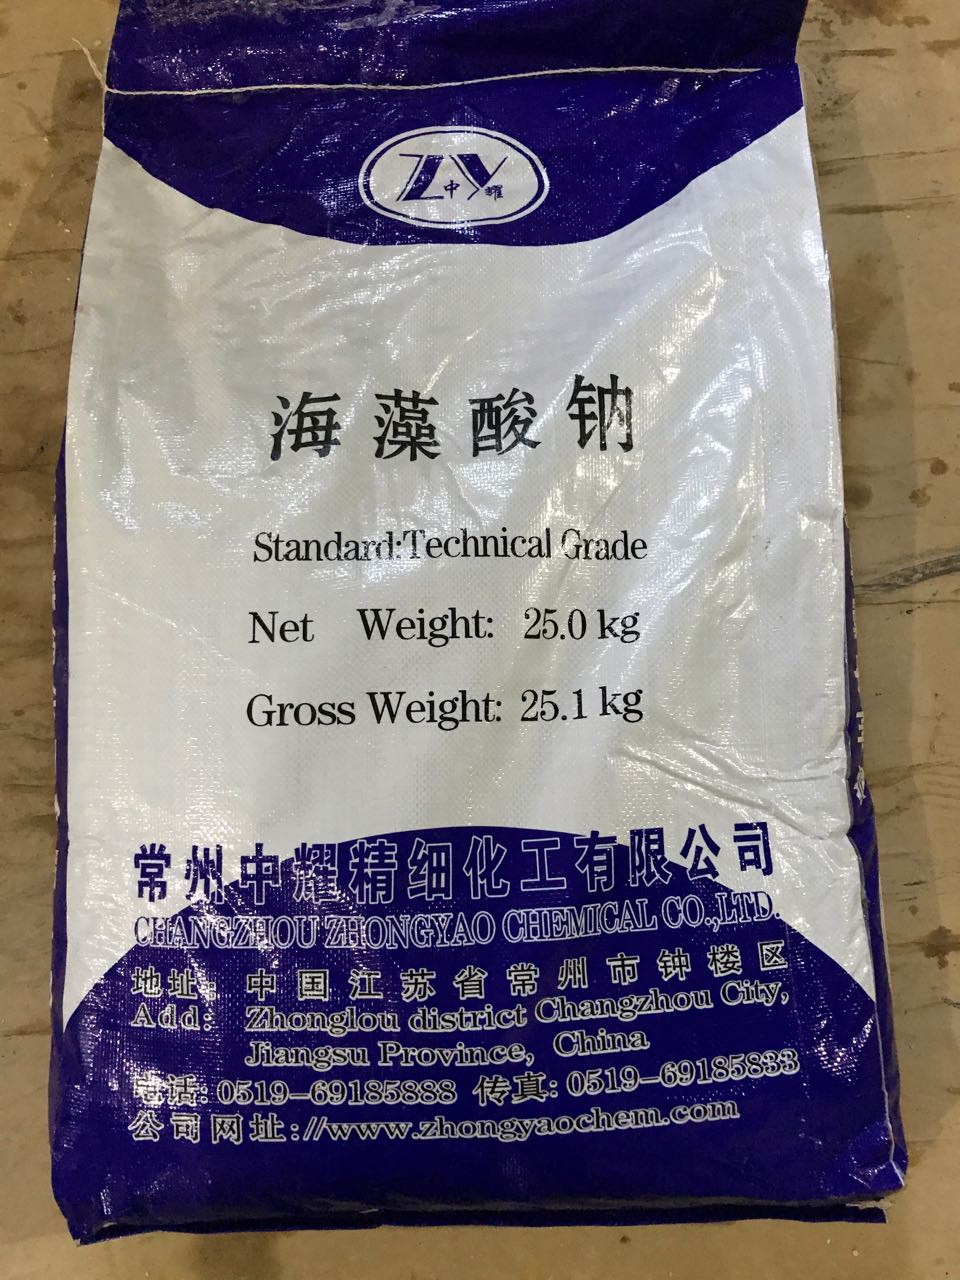 ZY 中耀
海藻酸钠
Standard:Technical Grade
Net Weight: 25.0 kg
Gross Weight: 25.1 kg
常州中耀精细化工有限公司
CHANGZHOU ZHONGYAO CHEMICAL CO.,LTD.
地址: 中国江苏省常州市钟楼区
Add: Zhonglou district Changzhou City,
Jiangsu Province, China
电话: 0519-69185888 传真: 0519-69185833
公司网址://www.zhongyaochem.com